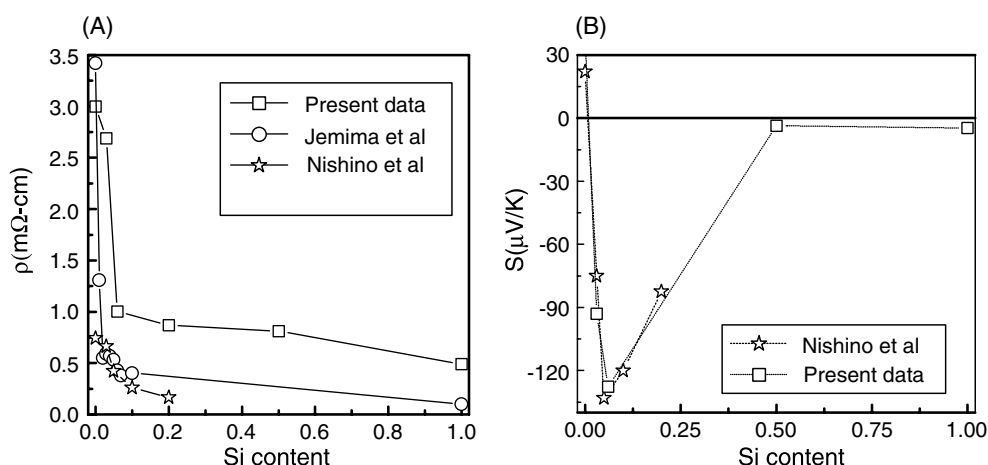 (A)
3.5
3.0
2.5
2.0
1.5
1.0
0.5
0.0
ρ(mΩ-cm)
0.0 0.2 0.4 0.6 0.8 1.0
Si content
Present data
Jemima et al
Nishino et al
(B)
30
0
-30
-60
-90
-120
S(μV/K)
0.00 0.25 0.50 0.75 1.00
Si content
Nishino et al
Present data